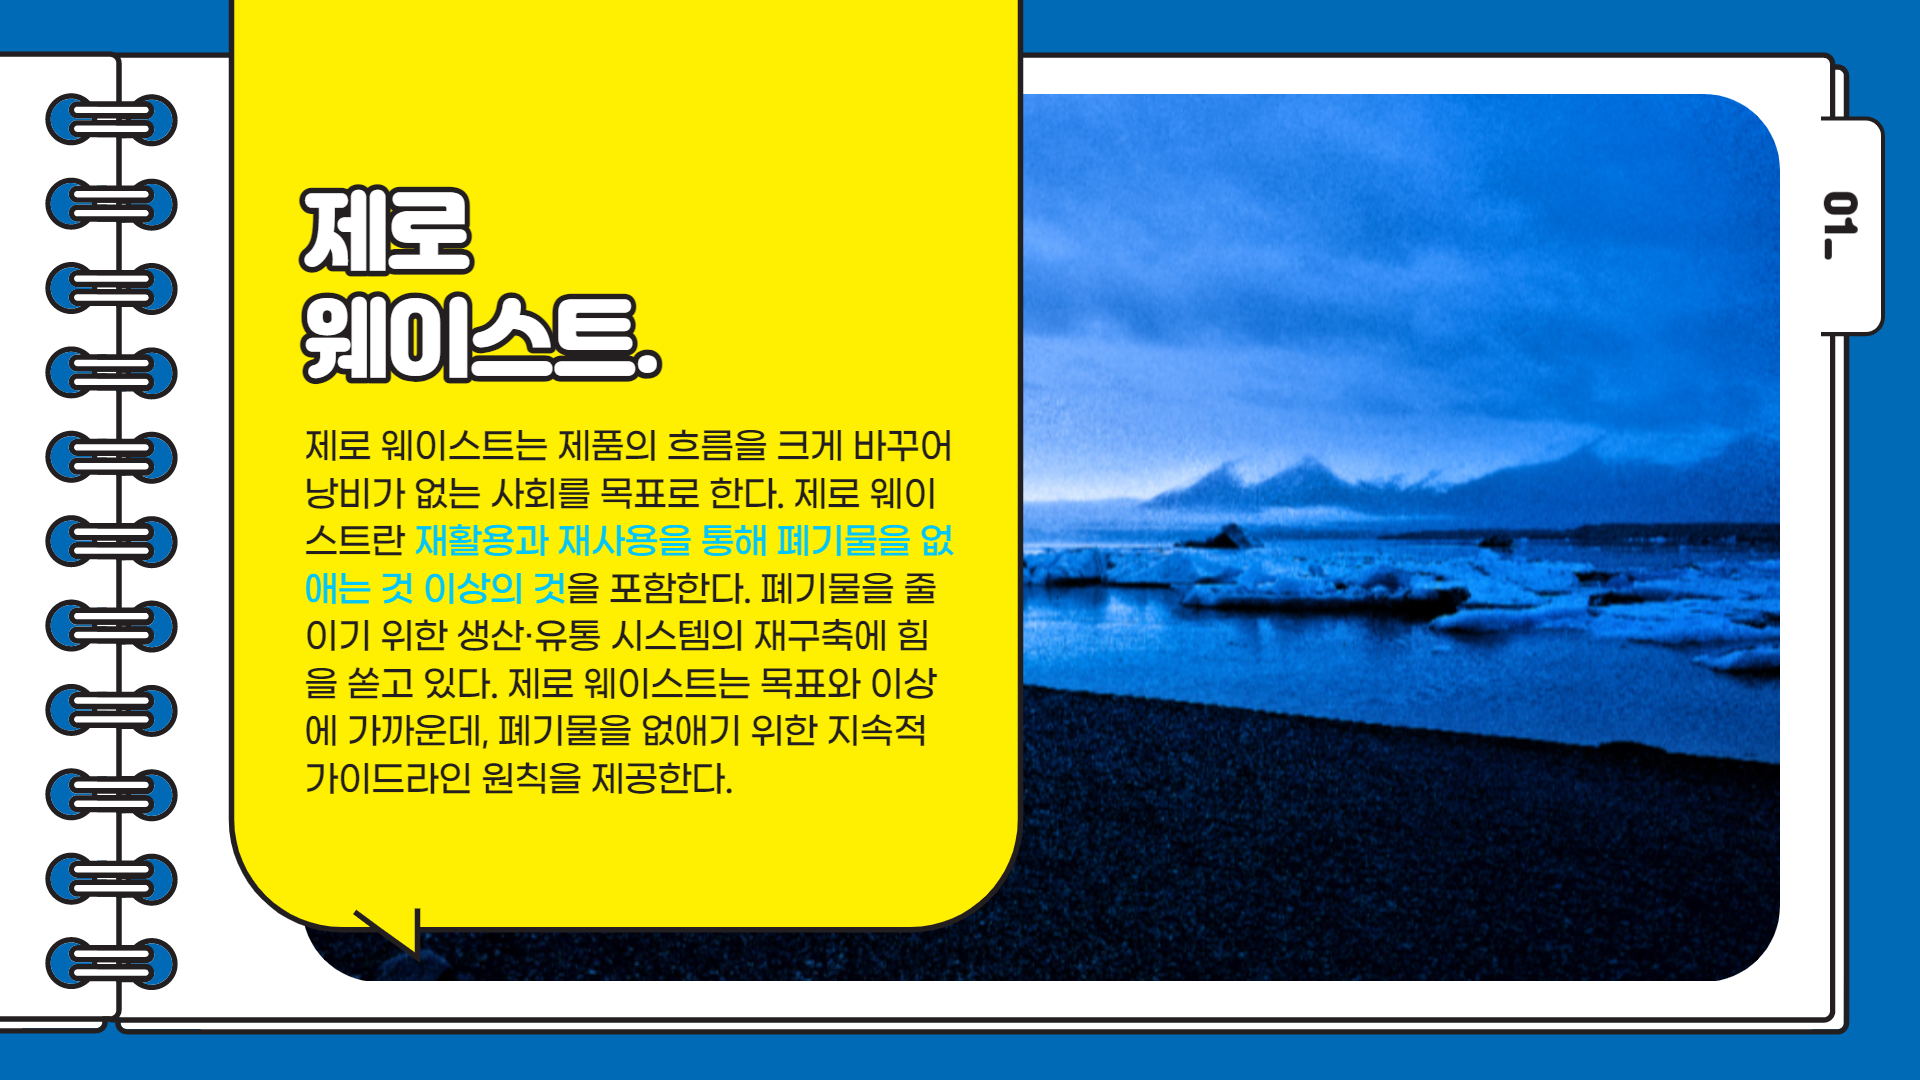 제로
웨이스트.
제로 웨이스트는 제품의 흐름을 크게 바꾸어
낭비가 없는 사회를 목표로 한다. 제로 웨이
스트란 재활용과 재사용을 통해 폐기물을 없
애는 것 이상의 것을 포함한다. 폐기물을 줄
이기 위한 생산·유통 시스템의 재구축에 힘
을 쏟고 있다. 제로 웨이스트는 목표와 이상
에 가까운데, 폐기물을 없애기 위한 지속적
가이드라인 원칙을 제공한다.
01_